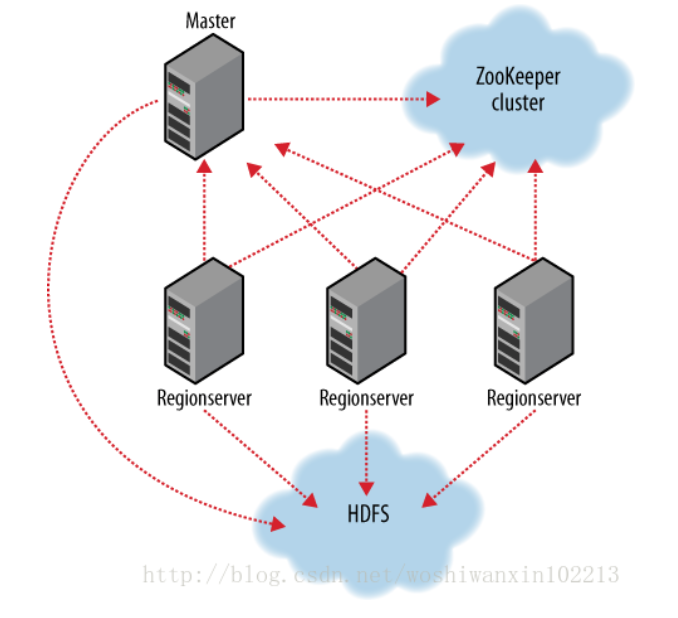 Master
ZooKeeper
cluster
Regionserver
Regionserver
Regionserver
HDFS
http://blog.csdn.net/woshiwanxin102213